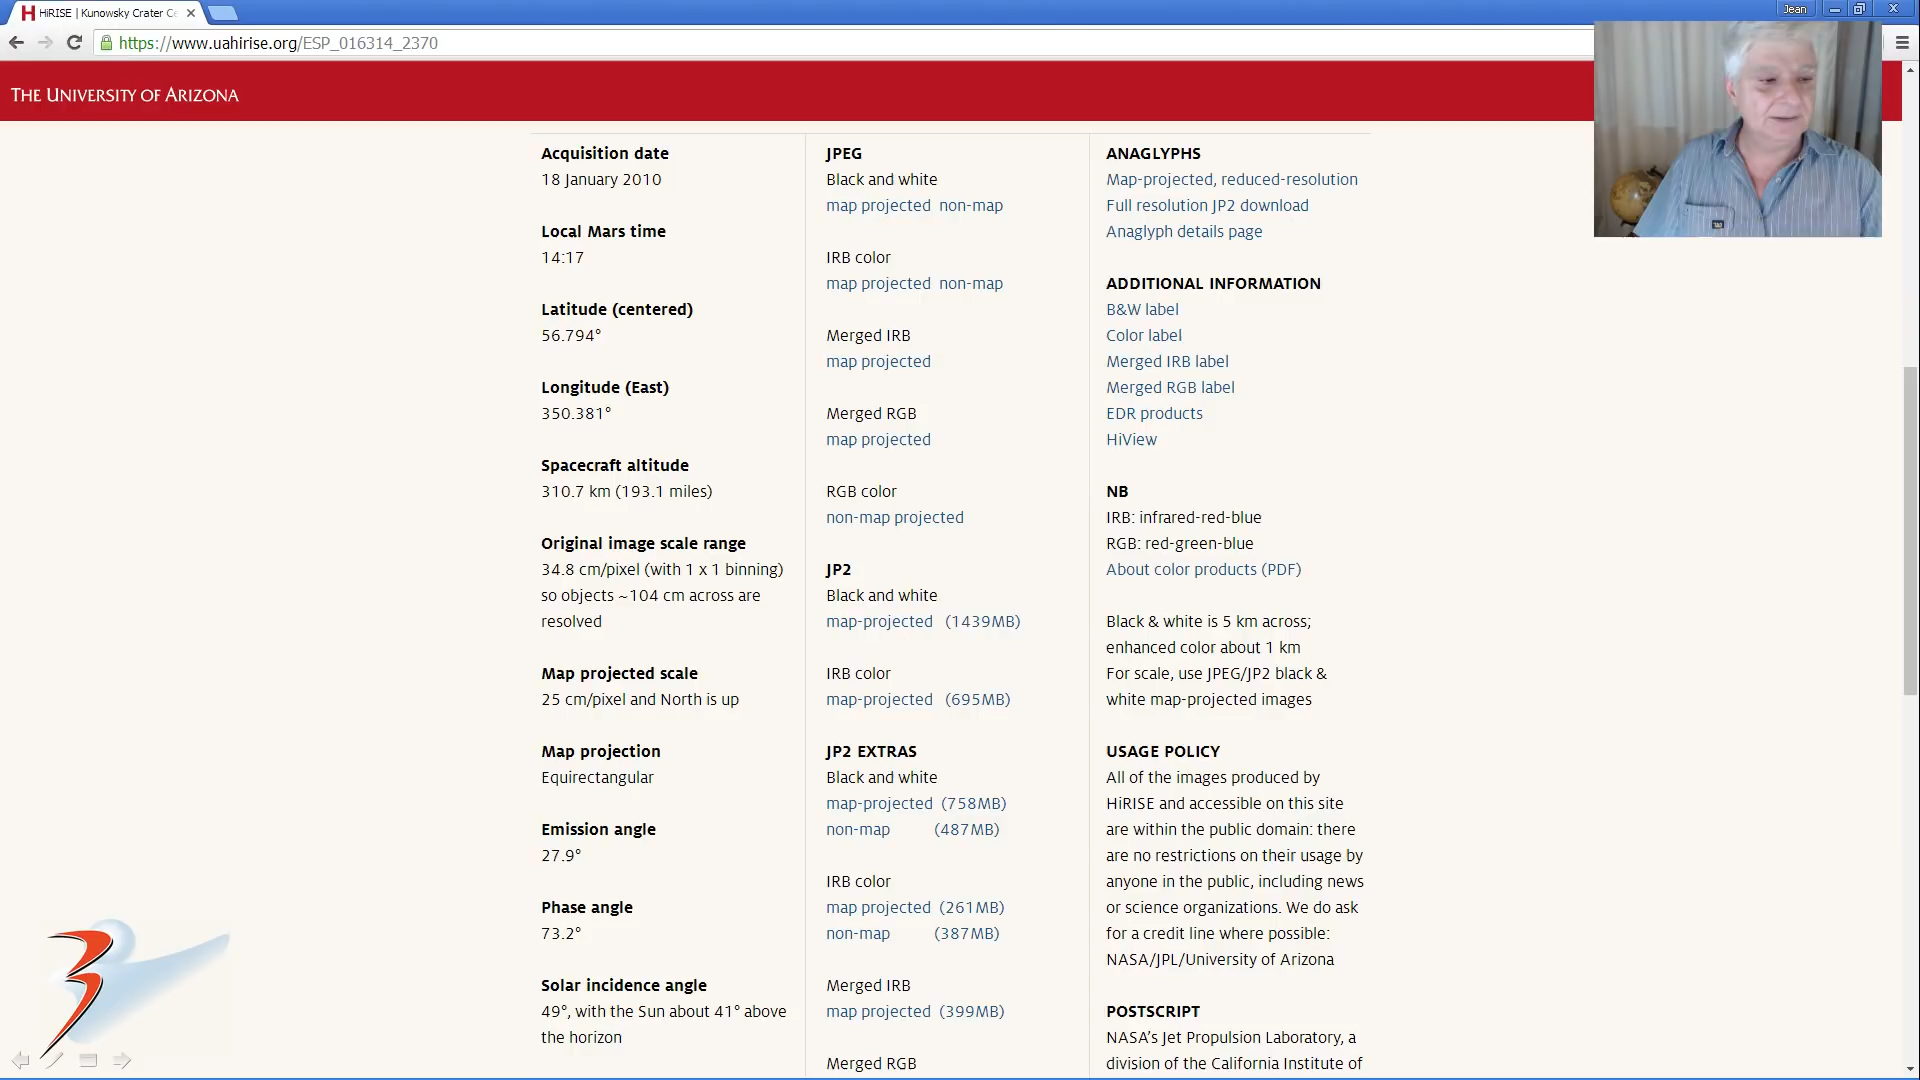 HiRISE | Kunowsky Crater Ce
Jean
https://www.uahirise.org/ESP_016314_2370
THE UNIVERSITY OF ARIZONA
Acquisition date
18 January 2010
Local Mars time
14:17
Latitude (centered)
56.794°
Longitude (East)
350.381°
Spacecraft altitude
310.7 km (193.1 miles)
Original image scale range
34.8 cm/pixel (with 1 x 1 binning)
so objects ~104 cm across are
resolved
Map projected scale
25 cm/pixel and North is up
Map projection
Equirectangular
Emission angle
27.9°
Phase angle
73.2°
Solar incidence angle
49°, with the Sun about 41° above
the horizon
JPEG
Black and white
map projected non-map
IRB color
map projected non-map
Merged IRB
map projected
Merged RGB
map projected
RGB color
non-map projected
JP2
Black and white
map-projected (1439MB)
IRB color
map-projected (695MB)
JP2 EXTRAS
Black and white
map-projected (758MB)
non-map (487MB)
IRB color
map projected (261MB)
non-map (387MB)
Merged IRB
map projected (399MB)
Merged RGB
ANAGLYPHS
Map-projected, reduced-resolution
Full resolution JP2 download
Anaglyph details page
ADDITIONAL INFORMATION
B&W label
Color label
Merged IRB label
Merged RGB label
EDR products
HiView
NB
IRB: infrared-red-blue
RGB: red-green-blue
About color products (PDF)
Black & white is 5 km across;
enhanced color about 1 km
For scale, use JPEG/JP2 black &
white map-projected images
USAGE POLICY
All of the images produced by
HiRISE and accessible on this site
are within the public domain: there
are no restrictions on their usage by
anyone in the public, including news
or science organizations. We do ask
for a credit line where possible:
NASA/JPL/University of Arizona
POSTSCRIPT
NASA's Jet Propulsion Laboratory, a
division of the California Institute of